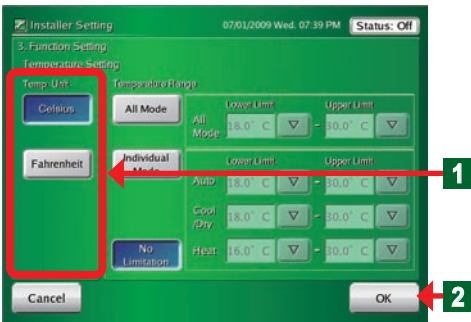 Installer Setting 07/01/2009 Wed. 07:39 PM Status: Off
3. Function Setting
Temperature Setting
Temp. Unit Temperature Range
Celsius All Mode Lower Limit Upper Limit
All Mode 18.0° C - 30.0° C
Fahrenheit Individual Mode Lower Limit Upper Limit
1
Auto 18.0° C - 30.0° C
Cool /Dry 18.0° C - 30.0° C
No Limitation Heat 16.0° C - 30.0° C
Cancel OK 2